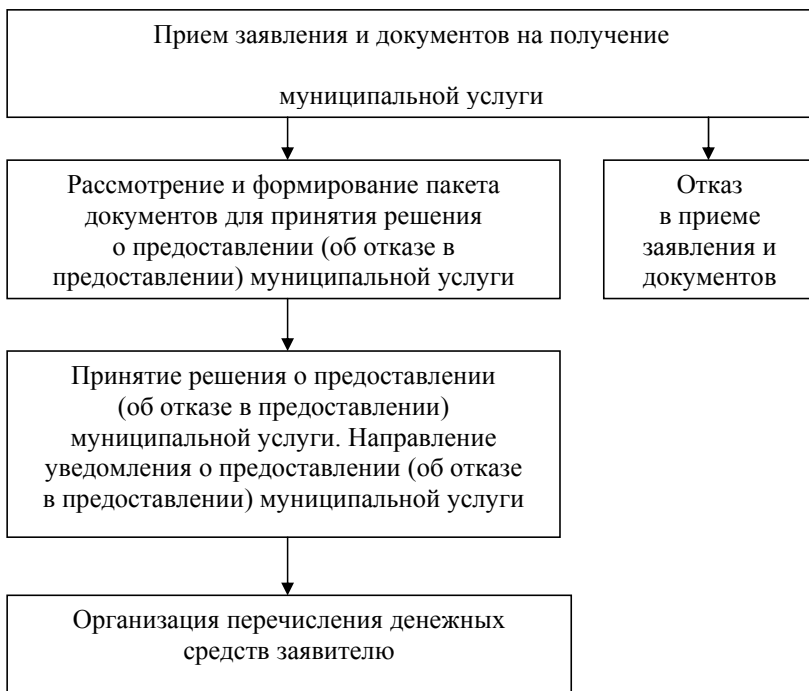 Прием заявления и документов на получение
муниципальной услуги
Рассмотрение и формирование пакета
документов для принятия решения
о предоставлении (об отказе в
предоставлении) муниципальной услуги
Отказ
в приеме
заявления и
документов
Принятие решения о предоставлении
(об отказе в предоставлении)
муниципальной услуги. Направление
уведомления о предоставлении (об отказе
в предоставлении) муниципальной услуги
Организация перечисления денежных
средств заявителю